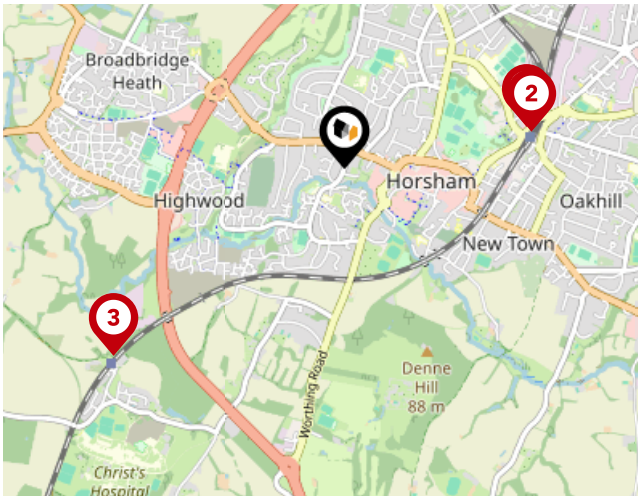 Broadbridge
Heath
2
Horsham
Highwood
Oakhill
New Town
3
Worthing Road
Denne
Hill
88 m
Christ's
Hospital